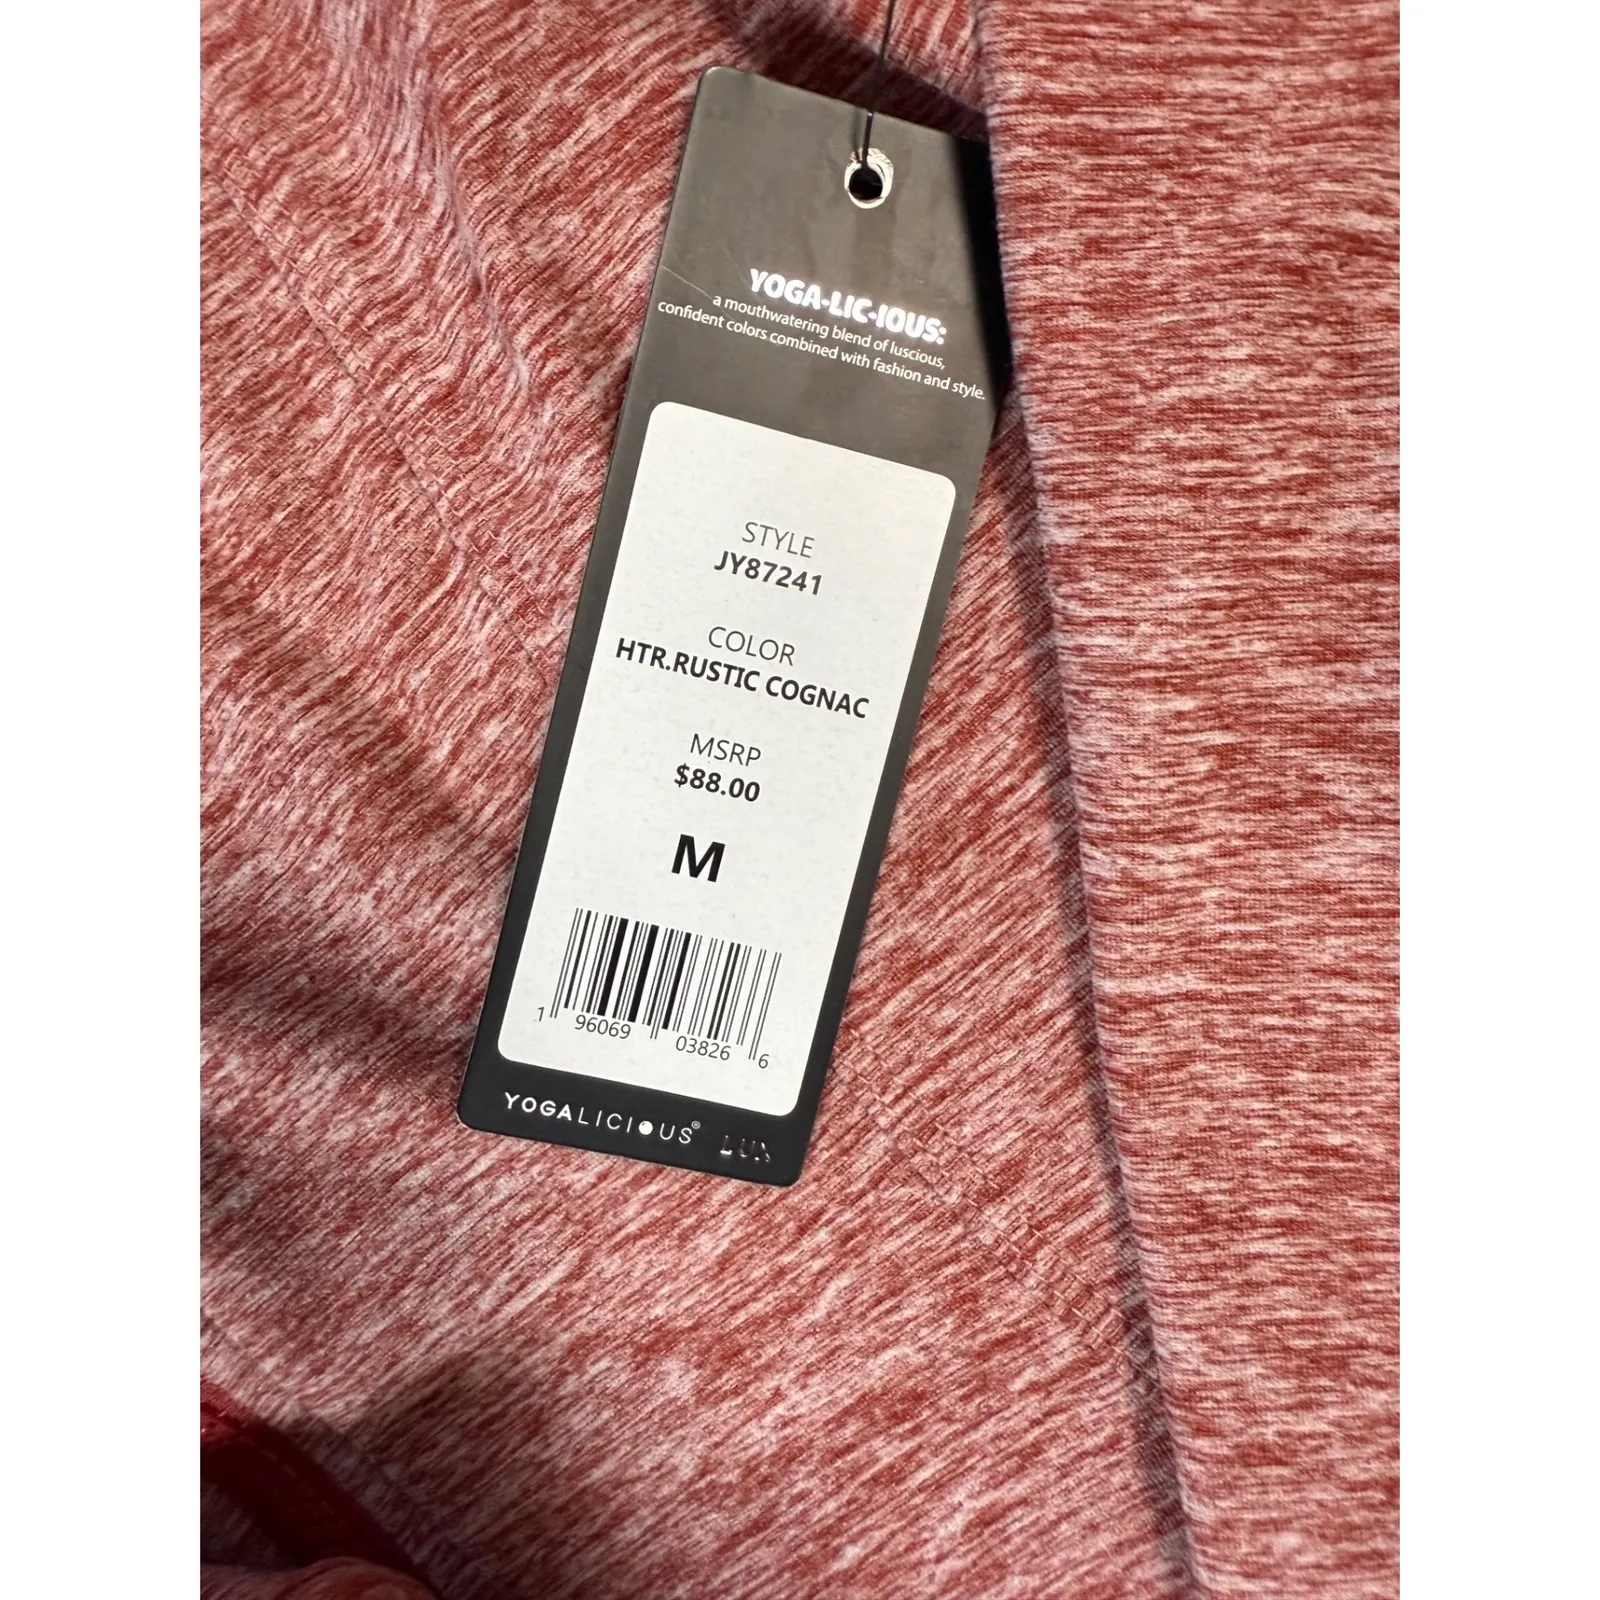 YOGA-LIC-IOUS:
a mouthwatering blend of luscious,
confident colors combined with fashion and style.
STYLE
JY87241
COLOR
HTR.RUSTIC COGNAC
MSRP
$88.00
M
1 96069 03826 6
YOGALICIOUS® LUX